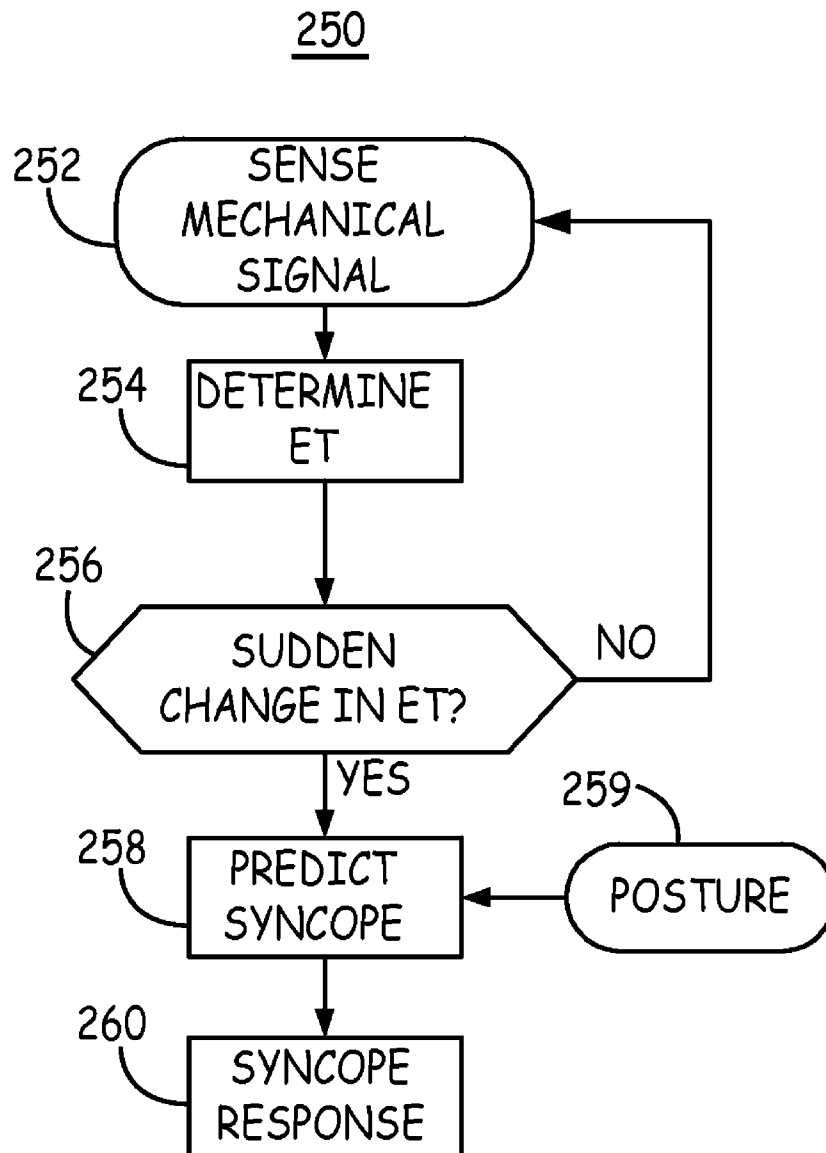 250
252
SENSE
MECHANICAL
SIGNAL
254
DETERMINE
ET
256
SUDDEN
CHANGE IN ET?
NO
YES
259
258
PREDICT
SYNCOPE
POSTURE
260
SYNCOPE
RESPONSE